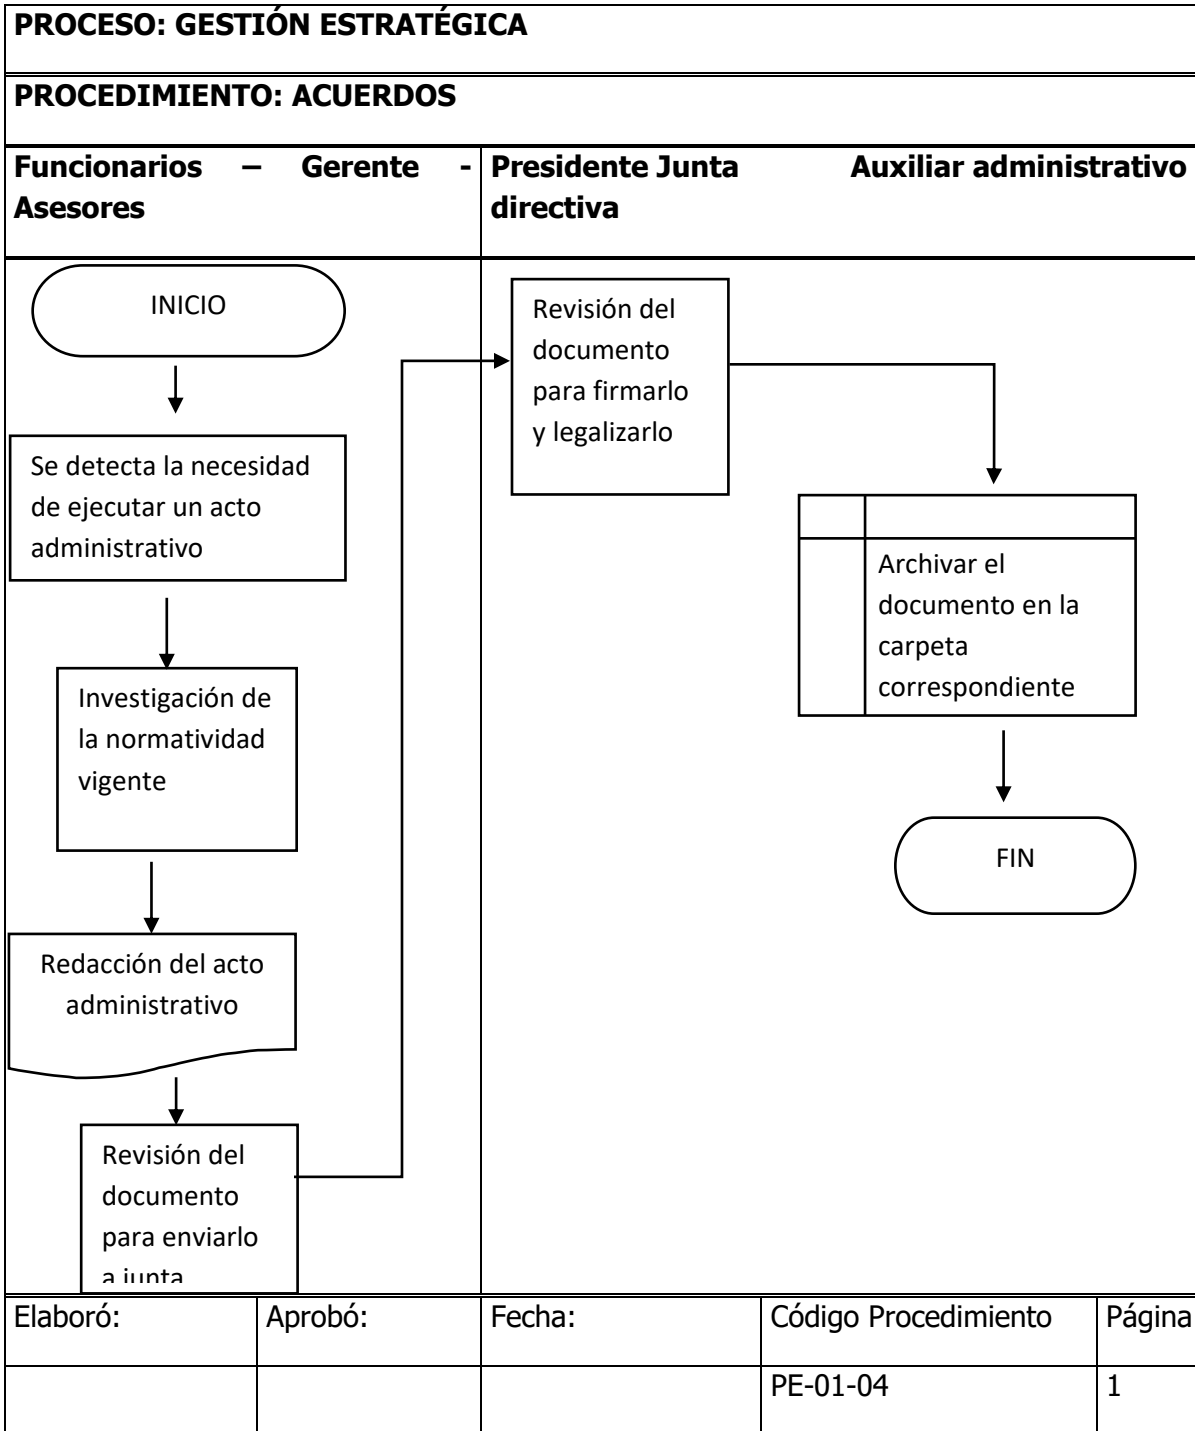 PROCESO: GESTIÓN ESTRATÉGICA
PROCEDIMIENTO: ACUERDOS
Funcionarios – Gerente -
Asesores
Presidente Junta
directiva
Auxiliar administrativo
INICIO
Se detecta la necesidad
de ejecutar un acto
administrativo
Investigación de
la normatividad
vigente
Redacción del acto
administrativo
Revisión del
documento
para enviarlo
a junta
Revisión del
documento
para firmarlo
y legalizarlo
Archivar el
documento en la
carpeta
correspondiente
FIN
Elaboró:
Aprobó:
Fecha:
Código Procedimiento
Página
PE-01-04
1